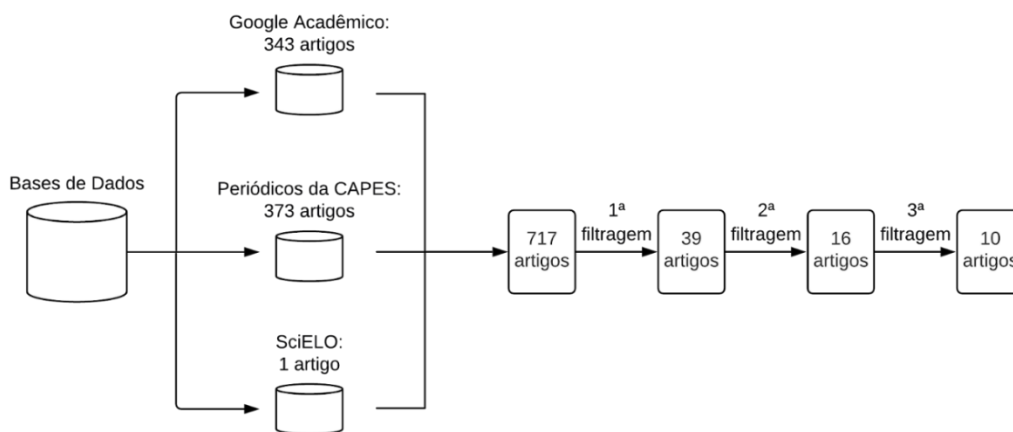 Google Acadêmico:
343 artigos
Bases de Dados
Periódicos da CAPES:
373 artigos
SciELO:
1 artigo
717
artigos
1ª
filtragem
39
artigos
2ª
filtragem
16
artigos
3ª
filtragem
10
artigos